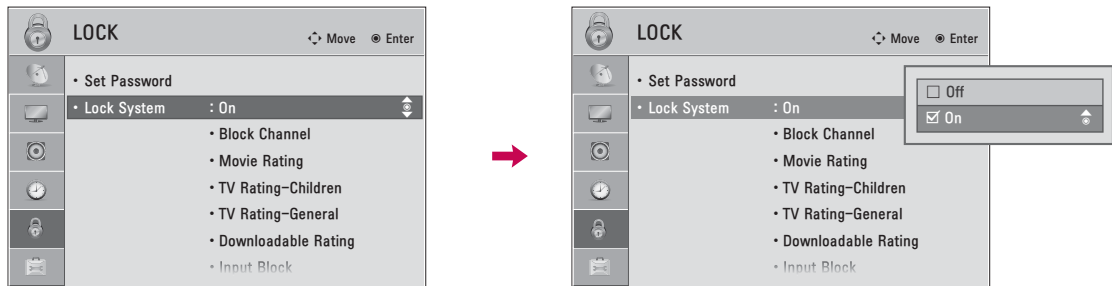 LOCK
Move Enter
• Set Password
• Lock System : On
• Block Channel
• Movie Rating
• TV Rating-Children
• TV Rating-General
• Downloadable Rating
• Input Block
LOCK
Move Enter
• Set Password
• Lock System : On
• Block Channel
• Movie Rating
• TV Rating-Children
• TV Rating-General
• Downloadable Rating
• Input Block
Off
On